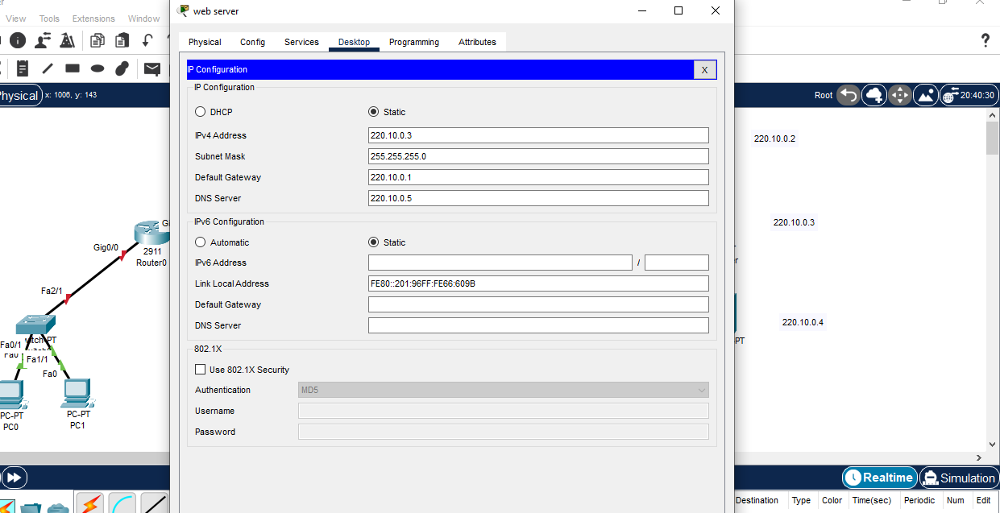 web server
View Tools Extensions Window
Physical Config Services Desktop Programming Attributes
?
IP Configuration
X
Physical x: 1006, y: 143
Root
20:40:30
IP Configuration
DHCP
Static
IPv4 Address
220.10.0.3
Subnet Mask
255.255.255.0
Default Gateway
220.10.0.1
DNS Server
220.10.0.5
IPv6 Configuration
Automatic
Static
IPv6 Address
/
Link Local Address
FE80::201:96FF:FE66:609B
Default Gateway
DNS Server
802.1X
Use 802.1X Security
Authentication
MD5
Username
Password
Gi
Gig0/0
2911
Router0
Fa2/1
Fa0/1
Fa0
Fa1/1
Fa0
PC-PT
PC0
PC-PT
PC1
220.10.0.2
220.10.0.3
r
220.10.0.4
PT
Realtime
Simulation
Destination Type Color Time(sec) Periodic Num Edit